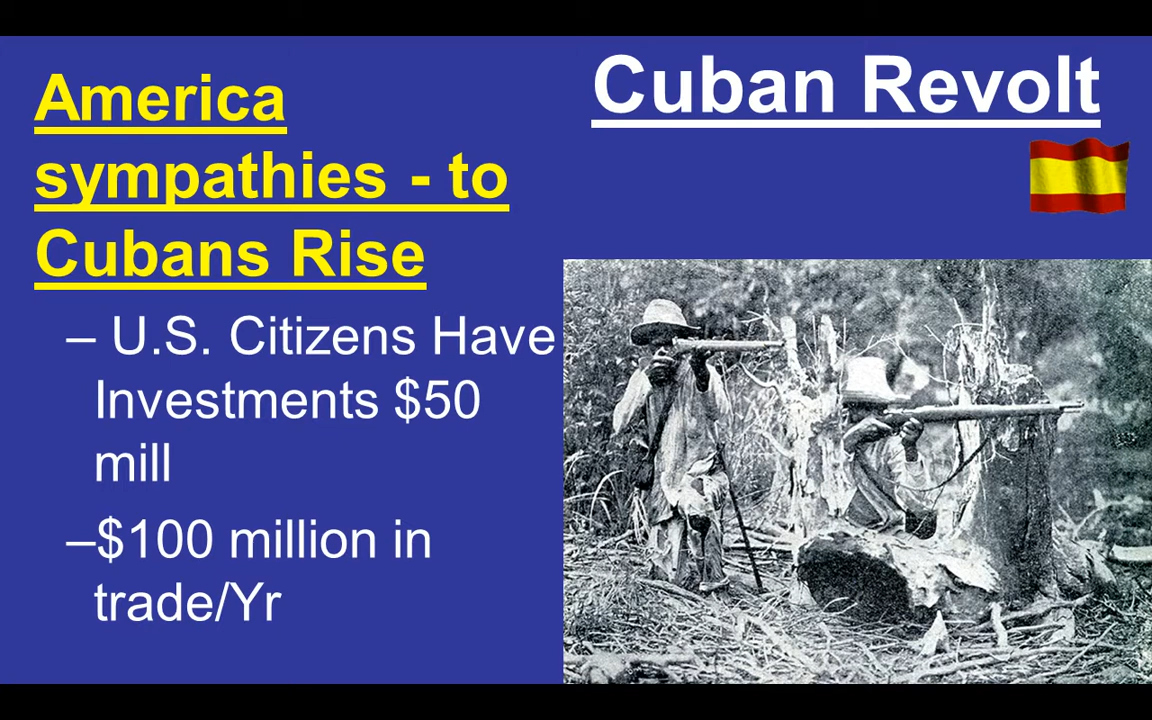 Cuban Revolt
America
sympathies - to
Cubans Rise
– U.S. Citizens Have
Investments $50
mill
–$100 million in
trade/Yr